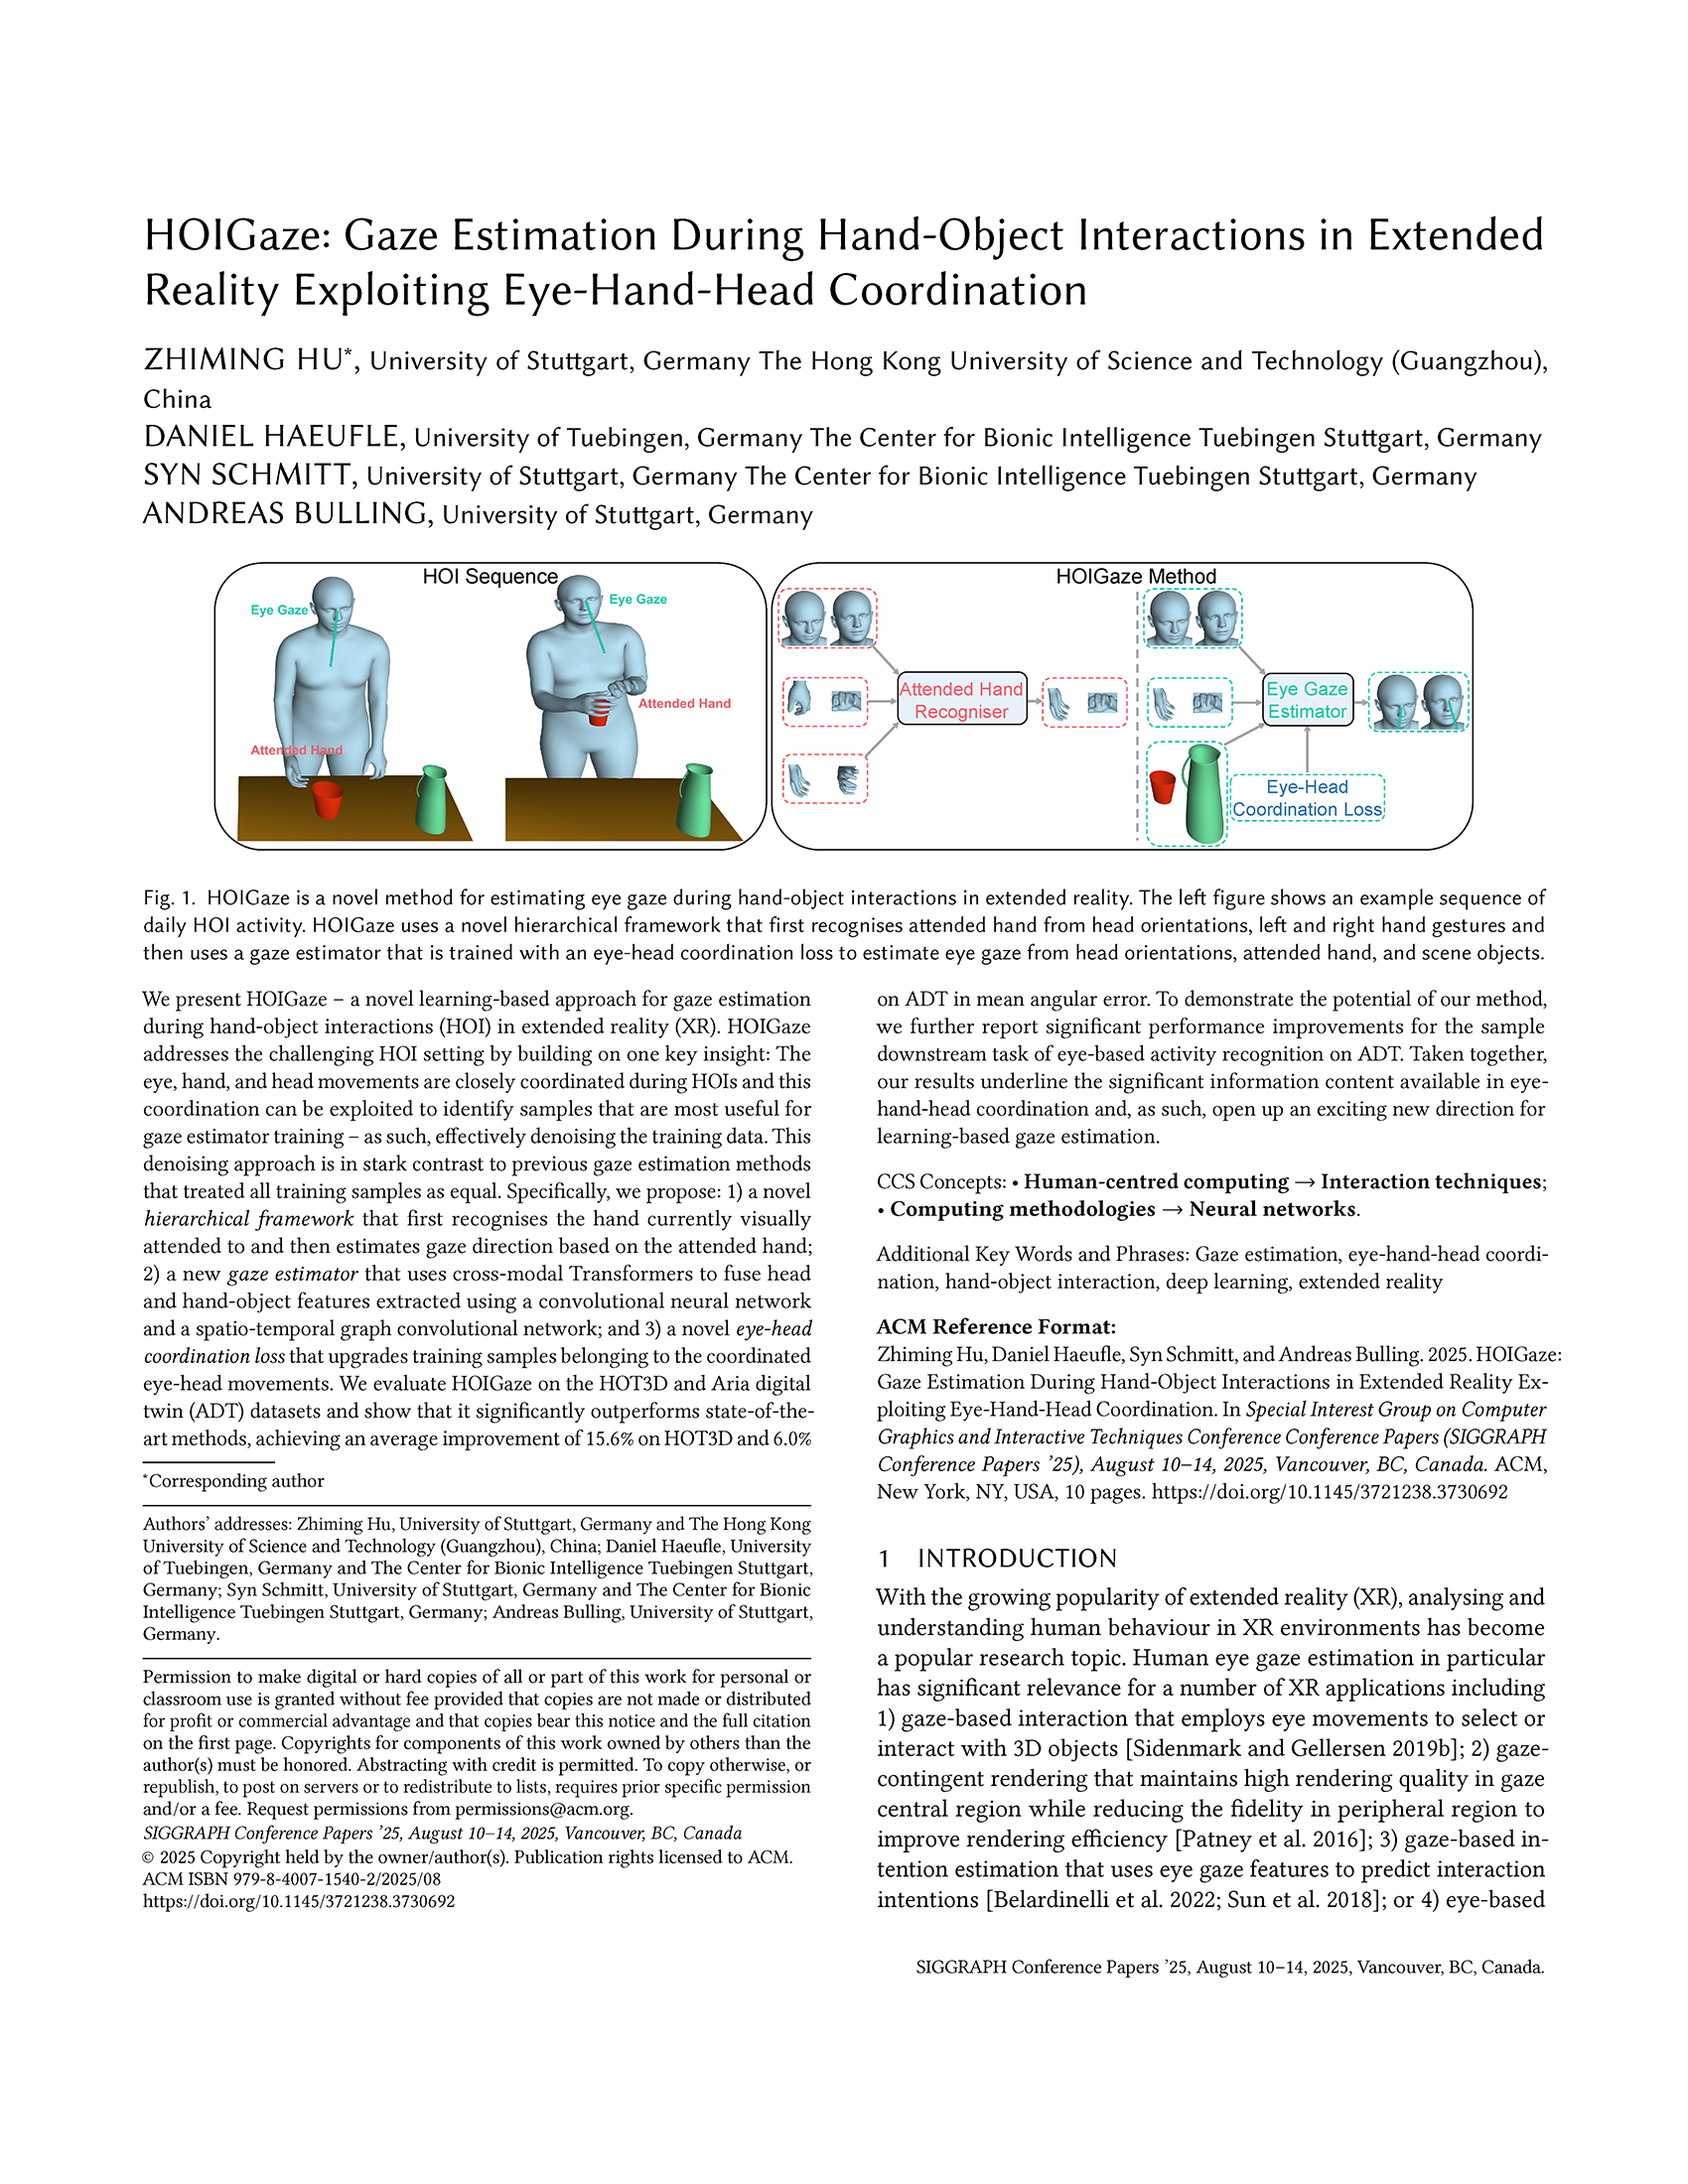 HOIGaze: Gaze Estimation During Hand-Object Interactions in Extended
Reality Exploiting Eye-Hand-Head Coordination
ZHIMING HU*, University of Stuttgart, Germany The Hong Kong University of Science and Technology (Guangzhou),
China
DANIEL HAEUFLE, University of Tuebingen, Germany The Center for Bionic Intelligence Tuebingen Stuttgart, Germany
SYN SCHMITT, University of Stuttgart, Germany The Center for Bionic Intelligence Tuebingen Stuttgart, Germany
ANDREAS BULLING, University of Stuttgart, Germany
HOI Sequence
Eye Gaze
Eye Gaze
Attended Hand
Attended Hand
HOIGaze Method
Attended Hand
Recogniser
Eye Gaze
Estimator
Eye-Head
Coordination Loss
Fig. 1. HOIGaze is a novel method for estimating eye gaze during hand-object interactions in extended reality. The left figure shows an example sequence of
daily HOI activity. HOIGaze uses a novel hierarchical framework that first recognises attended hand from head orientations, left and right hand gestures and
then uses a gaze estimator that is trained with an eye-head coordination loss to estimate eye gaze from head orientations, attended hand, and scene objects.
We present HOIGaze – a novel learning-based approach for gaze estimation
during hand-object interactions (HOI) in extended reality (XR). HOIGaze
addresses the challenging HOI setting by building on one key insight: The
eye, hand, and head movements are closely coordinated during HOIs and this
coordination can be exploited to identify samples that are most useful for
gaze estimator training – as such, effectively denoising the training data. This
denoising approach is in stark contrast to previous gaze estimation methods
that treated all training samples as equal. Specifically, we propose: 1) a novel
hierarchical framework that first recognises the hand currently visually
attended to and then estimates gaze direction based on the attended hand;
2) a new gaze estimator that uses cross-modal Transformers to fuse head
and hand-object features extracted using a convolutional neural network
and a spatio-temporal graph convolutional network; and 3) a novel eye-head
coordination loss that upgrades training samples belonging to the coordinated
eye-head movements. We evaluate HOIGaze on the HOT3D and Aria digital
twin (ADT) datasets and show that it significantly outperforms state-of-the-
art methods, achieving an average improvement of 15.6% on HOT3D and 6.0%
*Corresponding author
Authors' addresses: Zhiming Hu, University of Stuttgart, Germany and The Hong Kong
University of Science and Technology (Guangzhou), China; Daniel Haeufle, University
of Tuebingen, Germany and The Center for Bionic Intelligence Tuebingen Stuttgart,
Germany; Syn Schmitt, University of Stuttgart, Germany and The Center for Bionic
Intelligence Tuebingen Stuttgart, Germany; Andreas Bulling, University of Stuttgart,
Germany.
Permission to make digital or hard copies of all or part of this work for personal or
classroom use is granted without fee provided that copies are not made or distributed
for profit or commercial advantage and that copies bear this notice and the full citation
on the first page. Copyrights for components of this work owned by others than the
author(s) must be honored. Abstracting with credit is permitted. To copy otherwise, or
republish, to post on servers or to redistribute to lists, requires prior specific permission
and/or a fee. Request permissions from permissions@acm.org.
SIGGRAPH Conference Papers '25, August 10–14, 2025, Vancouver, BC, Canada
© 2025 Copyright held by the owner/author(s). Publication rights licensed to ACM.
ACM ISBN 979-8-4007-1540-2/2025/08
https://doi.org/10.1145/3721238.3730692
on ADT in mean angular error. To demonstrate the potential of our method,
we further report significant performance improvements for the sample
downstream task of eye-based activity recognition on ADT. Taken together,
our results underline the significant information content available in eye-
hand-head coordination and, as such, open up an exciting new direction for
learning-based gaze estimation.
CCS Concepts: • Human-centred computing → Interaction techniques;
• Computing methodologies → Neural networks.
Additional Key Words and Phrases: Gaze estimation, eye-hand-head coordi-
nation, hand-object interaction, deep learning, extended reality
ACM Reference Format:
Zhiming Hu, Daniel Haeufle, Syn Schmitt, and Andreas Bulling. 2025. HOIGaze:
Gaze Estimation During Hand-Object Interactions in Extended Reality Ex-
ploiting Eye-Hand-Head Coordination. In Special Interest Group on Computer
Graphics and Interactive Techniques Conference Conference Papers (SIGGRAPH
Conference Papers '25), August 10–14, 2025, Vancouver, BC, Canada. ACM,
New York, NY, USA, 10 pages. https://doi.org/10.1145/3721238.3730692
1 INTRODUCTION
With the growing popularity of extended reality (XR), analysing and
understanding human behaviour in XR environments has become
a popular research topic. Human eye gaze estimation in particular
has significant relevance for a number of XR applications including
1) gaze-based interaction that employs eye movements to select or
interact with 3D objects [Sidenmark and Gellersen 2019b]; 2) gaze-
contingent rendering that maintains high rendering quality in gaze
central region while reducing the fidelity in peripheral region to
improve rendering efficiency [Patney et al. 2016]; 3) gaze-based in-
tention estimation that uses eye gaze features to predict interaction
intentions [Belardinelli et al. 2022; Sun et al. 2018]; or 4) eye-based
SIGGRAPH Conference Papers '25, August 10–14, 2025, Vancouver, BC, Canada.